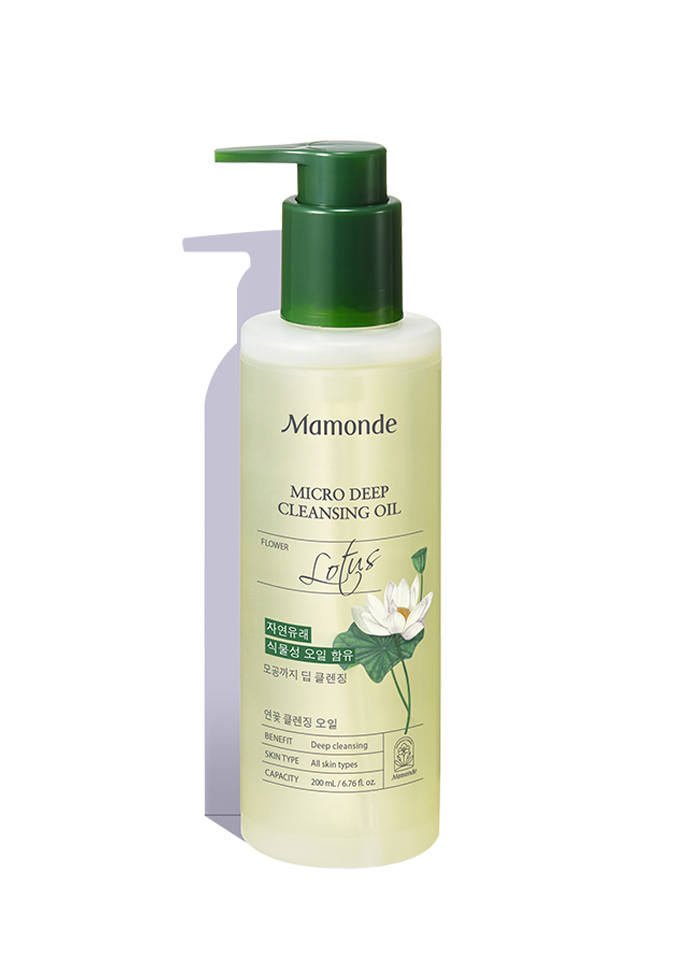 Mamonde
MICRO DEEP
CLEANSING OIL
FLOWER
Lotus
자연유래
식물성 오일 함유
모공까지 딥 클렌징
연꽃 클렌징 오일
BENEFIT Deep cleansing
SKIN TYPE All skin types
CAPACITY 200 mL / 6.76 fl. oz.
Mamonde